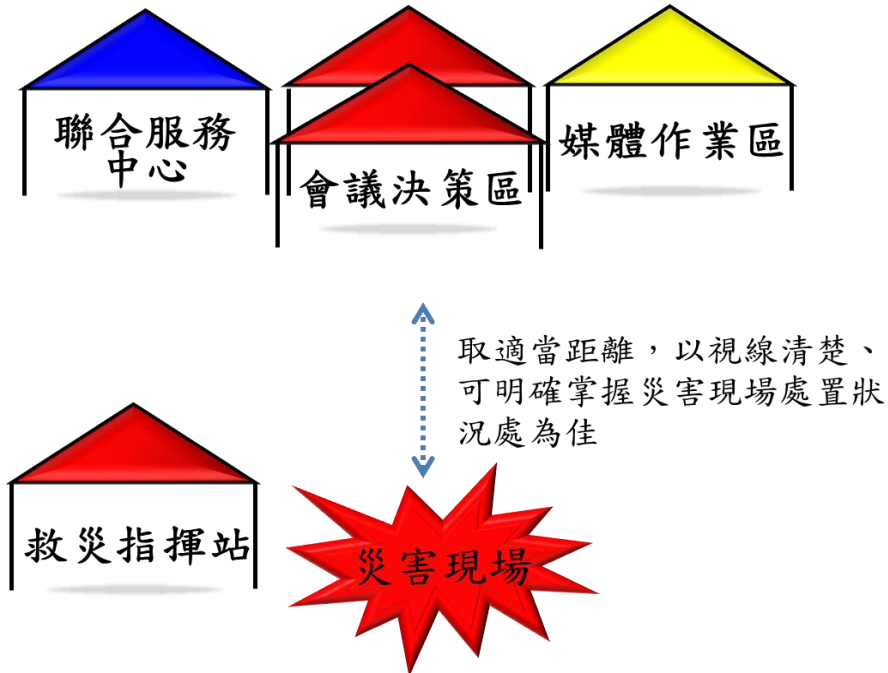 聯合服務
中心
會議決策區
媒體作業區
取適當距離，以視線清楚、
可明確掌握災害現場處置狀
況處為佳
救災指揮站
災害現場